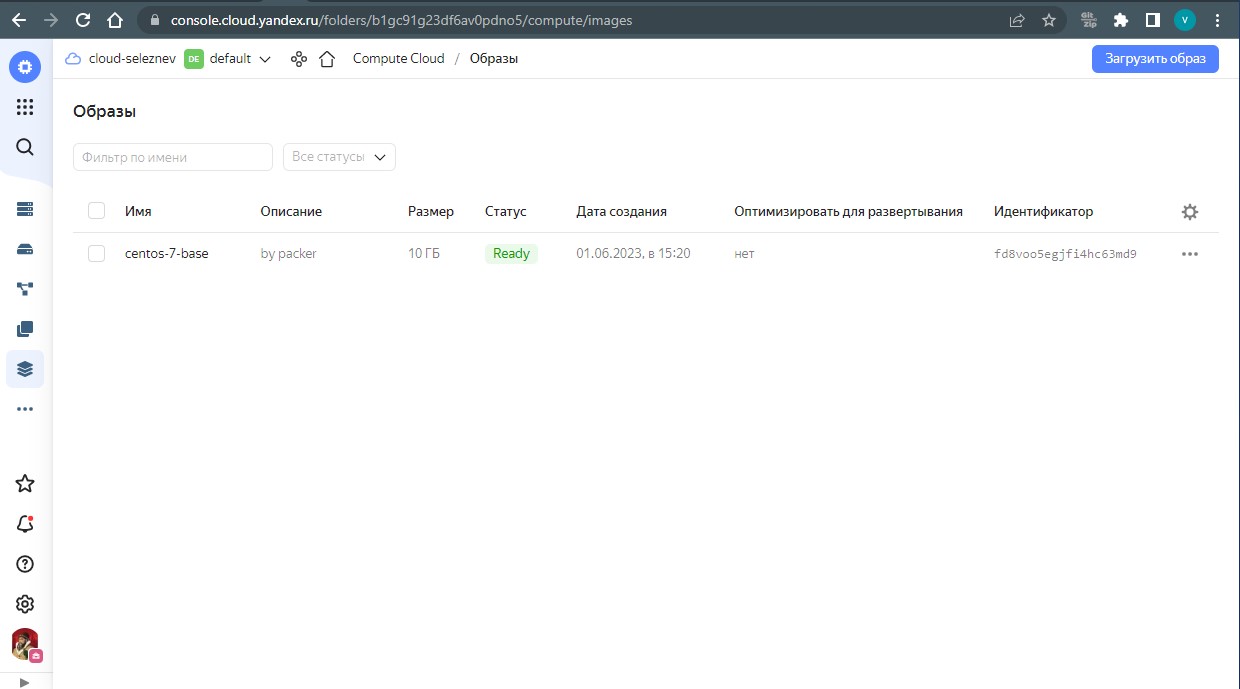 console.cloud.yandex.ru/folders/b1gc91g23df6av0pdno5/compute/images
Git zip
V
cloud-seleznev DE default Compute Cloud / Образы
Загрузить образ
Образы
Фильтр по имени Все статусы
Имя Описание Размер Статус Дата создания Оптимизировать для развертывания Идентификатор
centos-7-base by packer 10 ГБ Ready 01.06.2023, в 15:20 нет fd8voo5egjfi4hc63md9